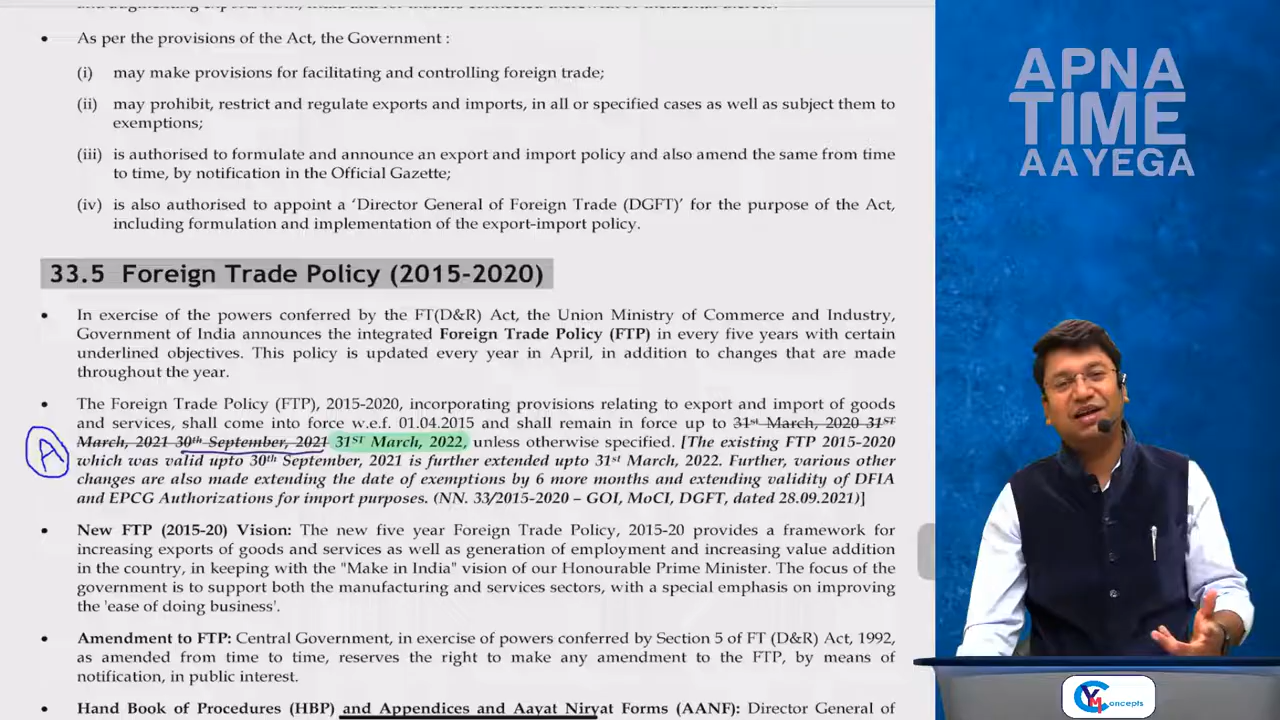 and augmenting exports from, India and for matters connected therewith or incidental thereto.
• As per the provisions of the Act, the Government :
(i) may make provisions for facilitating and controlling foreign trade;
(ii) may prohibit, restrict and regulate exports and imports, in all or specified cases as well as subject them to
exemptions;
(iii) is authorised to formulate and announce an export and import policy and also amend the same from time
to time, by notification in the Official Gazette;
(iv) is also authorised to appoint a ‘Director General of Foreign Trade (DGFT)’ for the purpose of the Act,
including formulation and implementation of the export-import policy.
33.5 Foreign Trade Policy (2015-2020)
• In exercise of the powers conferred by the FT(D&R) Act, the Union Ministry of Commerce and Industry,
Government of India announces the integrated Foreign Trade Policy (FTP) in every five years with certain
underlined objectives. This policy is updated every year in April, in addition to changes that are made
throughout the year.
• The Foreign Trade Policy (FTP), 2015-2020, incorporating provisions relating to export and import of goods
and services, shall come into force w.e.f. 01.04.2015 and shall remain in force up to 31st March, 2020 31ST
A March, 2021 30th September, 2021 31ST March, 2022, unless otherwise specified. [The existing FTP 2015-2020
which was valid upto 30th September, 2021 is further extended upto 31st March, 2022. Further, various other
changes are also made extending the date of exemptions by 6 more months and extending validity of DFIA
and EPCG Authorizations for import purposes. (NN. 33/2015-2020 – GOI, MoCI, DGFT, dated 28.09.2021)]
• New FTP (2015-20) Vision: The new five year Foreign Trade Policy, 2015-20 provides a framework for
increasing exports of goods and services as well as generation of employment and increasing value addition
in the country, in keeping with the "Make in India" vision of our Honourable Prime Minister. The focus of the
government is to support both the manufacturing and services sectors, with a special emphasis on improving
the 'ease of doing business'.
• Amendment to FTP: Central Government, in exercise of powers conferred by Section 5 of FT (D&R) Act, 1992,
as amended from time to time, reserves the right to make any amendment to the FTP, by means of
notification, in public interest.
• Hand Book of Procedures (HBP) and Appendices and Aayat Niryat Forms (AANF): Director General of
APNA
TIME
AAYEGA
YMConcepts